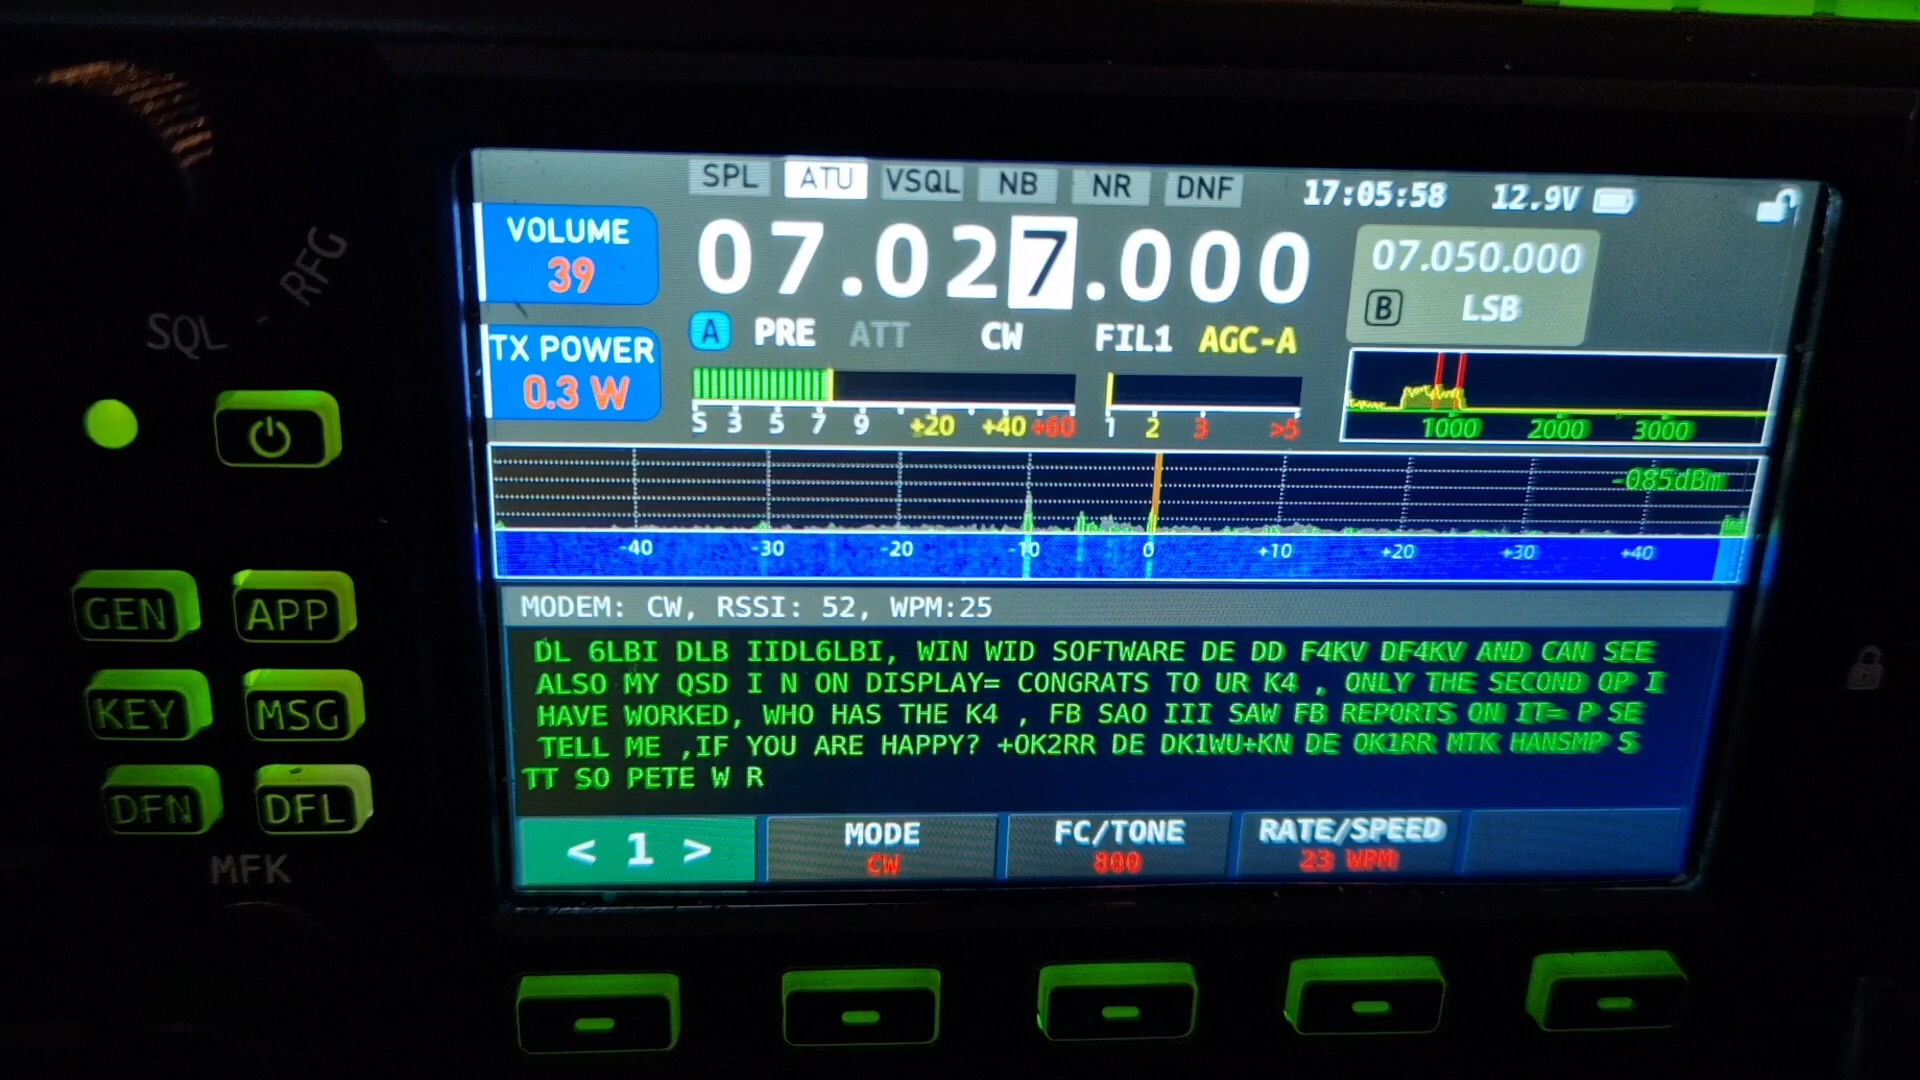 SPL ATU VSQL NB NR DNF 17:05:58 12.9V
VOLUME
39
07.027.000
07.050.000
B LSB
TX POWER
0.3 W
A PRE ATT CW FIL1 AGC-A
S 3 5 7 9 +20 +40 +60
1 2 3 >5
1000 2000 3000
-085dBm
-40 -30 -20 -10 0 +10 +20 +30 +40
MODEM: CW, RSSI: 52, WPM:25
DL 6LBI DLB IIDL6LBI, WIN WID SOFTWARE DE DD F4KV DF4KV AND CAN SEE
ALSO MY QSD I N ON DISPLAY= CONGRATS TO UR K4 , ONLY THE SECOND OP I
HAVE WORKED, WHO HAS THE K4 , FB SAO III SAW FB REPORTS ON IT= P SE
TELL ME ,IF YOU ARE HAPPY? +OK2RR DE DK1WU+KN DE OK1RR MTK HANSMP S
TT SO PETE W R
< 1 >
MODE
CW
FC/TONE
800
RATE/SPEED
23 WPM
SQL - RFG
GEN APP
KEY MSG
DFN DFL
MFK